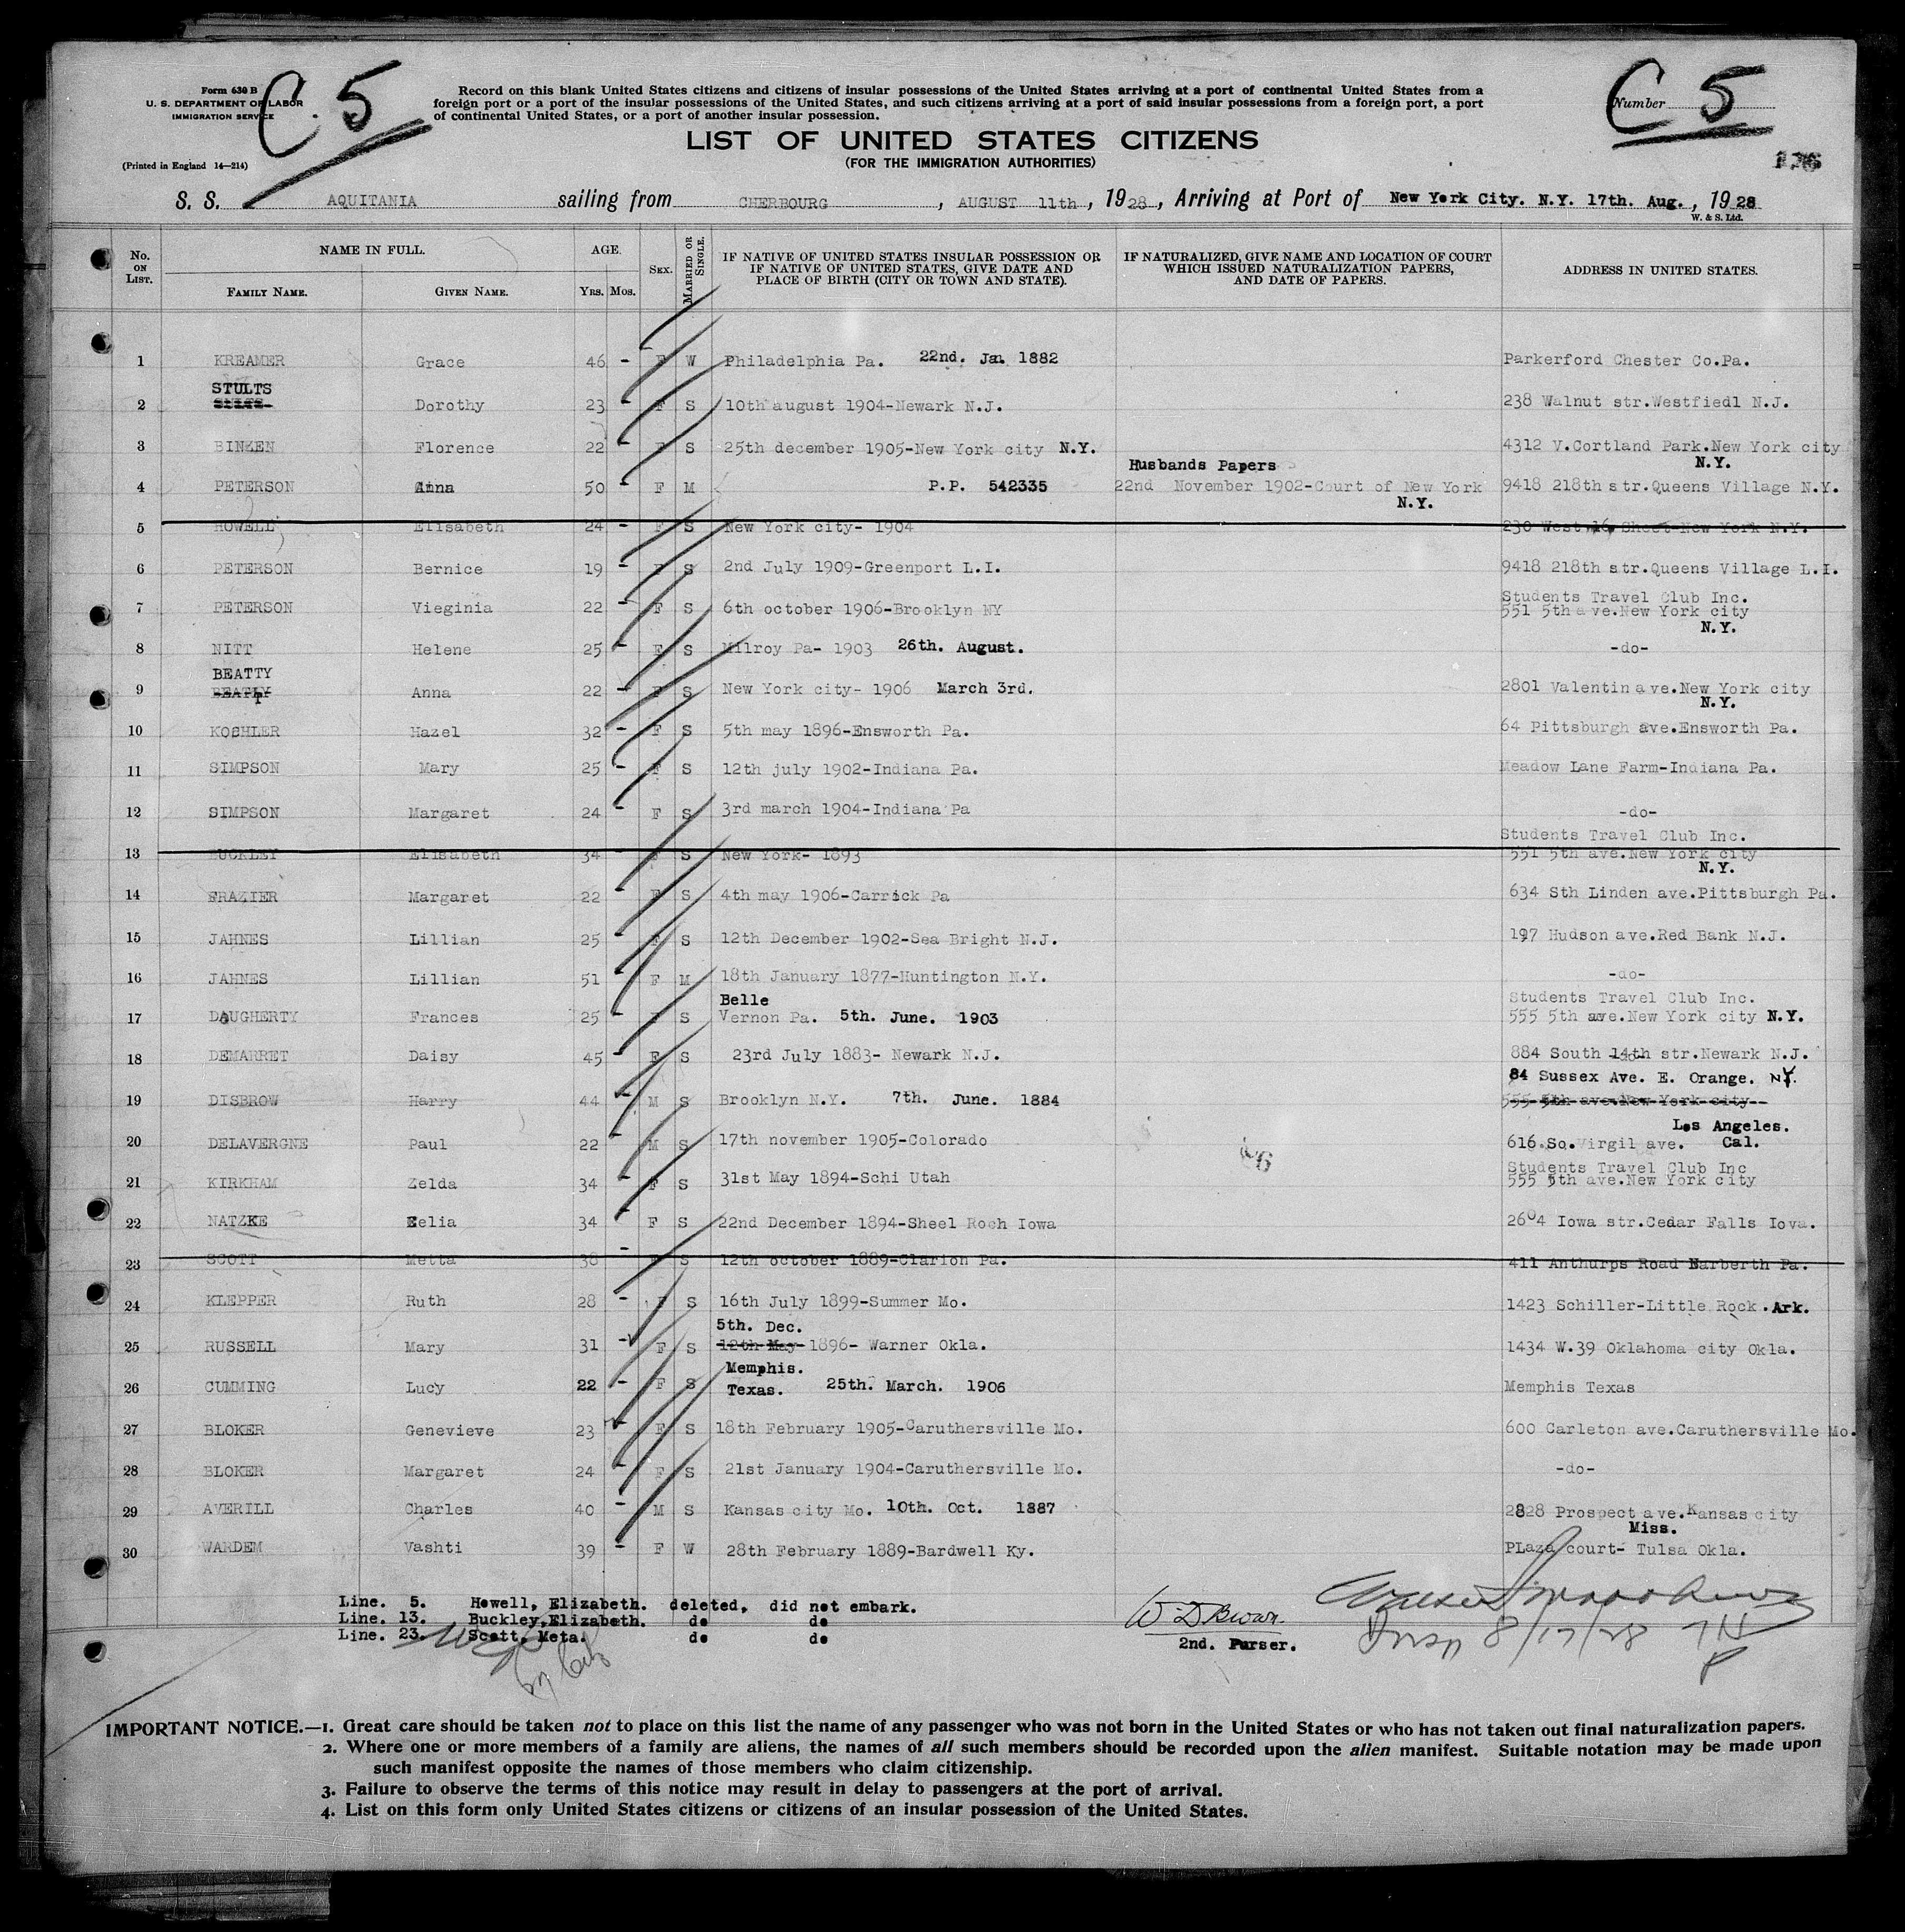 Form 630 B
U. S. DEPARTMENT OF LABOR
IMMIGRATION SERVICE
C. 5
(Printed in England 14—214)
Record on this blank United States citizens and citizens of insular possessions of the United States arriving at a port of continental United States from a
foreign port or a port of the insular possessions of the United States, and such citizens arriving at a port of said insular possessions from a foreign port, a port
of continental United States, or a port of another insular possession.
LIST OF UNITED STATES CITIZENS
(FOR THE IMMIGRATION AUTHORITIES)
Number C 5
176
S. S. AQUITANIA sailing from CHERBOURG, AUGUST 11th, 1928, Arriving at Port of New York City. N.Y. 17th. Aug., 1928
W. & S. Ltd.
No. ON LIST. NAME IN FULL. AGE. SEX. MARRIED OR SINGLE. IF NATIVE OF UNITED STATES INSULAR POSSESSION OR IF NATIVE OF UNITED STATES, GIVE DATE AND PLACE OF BIRTH (CITY OR TOWN AND STATE). IF NATURALIZED, GIVE NAME AND LOCATION OF COURT WHICH ISSUED NATURALIZATION PAPERS, AND DATE OF PAPERS. ADDRESS IN UNITED STATES.
FAMILY NAME. GIVEN NAME. YRS. MOS.
1 KREAMER Grace 46 - F W Philadelphia Pa. 22nd. Jan 1882 Parkerford Chester Co.Pa.
STULTS
2 Dorothy 23 - F S 10th august 1904-Newark N.J. 238 Walnut str.Westfiedl N.J.
3 BINZEN Florence 22 - F S 25th december 1905-New York city N.Y. 4312 V.Cortland Park.New York city
Husbands Papers N.Y.
4 PETERSON Anna 50 - F M P.P. 542335 22nd November 1902-Court of New York 9418 218th str.Queens Village N.Y.
N.Y.
5 HOWELL Elisabeth 24 - F S New York city- 1904 230 West 16 Sheet-New York N.Y.
6 PETERSON Bernice 19 - F S 2nd July 1909-Greenport L.I. 9418 218th str.Queens Village L.I.
Students Travel Club Inc.
7 PETERSON Vieginia 22 - F S 6th october 1906-Brooklyn NY 551 5th ave.New York city
N.Y.
8 NITT Helene 25 - F S Milroy Pa- 1903 26th. August. -do-
BEATTY
9 BEATLY Anna 22 - F S New York city- 1906 March 3rd. 2801 Valentin ave.New York city
N.Y.
10 KOEHLER Hazel 32 - F S 5th may 1896-Ensworth Pa. 64 Pittsburgh ave.Ensworth Pa.
11 SIMPSON Mary 25 - F S 12th july 1902-Indiana Pa. Meadow Lane Farm-Indiana Pa.
12 SIMPSON Margaret 24 - F S 3rd march 1904-Indiana Pa -do-
Students Travel Club Inc.
13 BUCKLEY Elisabeth 34 - F S New York- 1893 551 5th ave.New York city
N.Y.
14 FRAZIER Margaret 22 - F S 4th may 1906-Carrick Pa 634 Sth Linden ave.Pittsburgh Pa.
15 JAHNES Lillian 25 - F S 12th December 1902-Sea Bright N.J. 197 Hudson ave.Red Bank N.J.
16 JAHNES Lillian 51 - F M 18th January 1877-Huntington N.Y. -do-
Belle Students Travel Club Inc.
17 DAUGHERTY Frances 25 - F S Vernon Pa. 5th. June. 1903 555 5th ave.New York city N.Y.
18 DEMARRET Daisy 45 - F S 23rd July 1883- Newark N.J. 884 South 14th str.Newark N.J.
84 Sussex Ave. E. Orange. NY.
19 DISBROW Harry 44 - M S Brooklyn N.Y. 7th. June. 1884 555 5th ave.New York city
Los Angeles.
20 DELAVERGNE Paul 22 - M S 17th november 1905-Colorado 616.So.Virgil ave. Cal.
Students Travel Club Inc
21 KIRKHAM Zelda 34 - F S 31st May 1894-Schi Utah 555 5th ave.New York city
22 NATZKE Eelia 34 - F S 22nd December 1894-Sheel Roch Iowa 2604 Iowa str.Cedar Falls Iova.
23 SCOTT Metta 38 - F S 12th october 1889-Clarion Pa. 411 Anthurps Road Narberth Pa.
24 KLEPPER Ruth 28 - F S 16th July 1899-Summer Mo. 1423 Schiller-Little Rock.Ark.
5th. Dec.
25 RUSSELL Mary 31 - F S 12th May 1896- Warner Okla. 1434 W.39 Oklahoma city Okla.
Memphis.
26 CUMMING Lucy 22 - F S Texas. 25th. March. 1906 Memphis Texas
27 BLOKER Genevieve 23 - F S 18th February 1905-Caruthersville Mo. 600 Carleton ave.Caruthersville Mo.
28 BLOKER Margaret 24 - F S 21st January 1904-Caruthersville Mo. -do-
29 AVERILL Charles 40 - M S Kansas city Mo. 10th. Oct. 1887 2828 Prospect ave.Kansas city
Miss.
30 WARDEM Vashti 39 - F W 28th February 1889-Bardwell Ky. PLaza court- Tulsa Okla.
Line. 5. Howell, Elizabeth. deleted, did not embark.
Line. 13. Buckley,Elizabeth. do do
Line. 23. Scott, Meta. do do
W D Brown.
2nd. Purser.
8/17/28
IMPORTANT NOTICE.—1. Great care should be taken not to place on this list the name of any passenger who was not born in the United States or who has not taken out final naturalization papers.
2. Where one or more members of a family are aliens, the names of all such members should be recorded upon the alien manifest. Suitable notation may be made upon
such manifest opposite the names of those members who claim citizenship.
3. Failure to observe the terms of this notice may result in delay to passengers at the port of arrival.
4. List on this form only United States citizens or citizens of an insular possession of the United States.